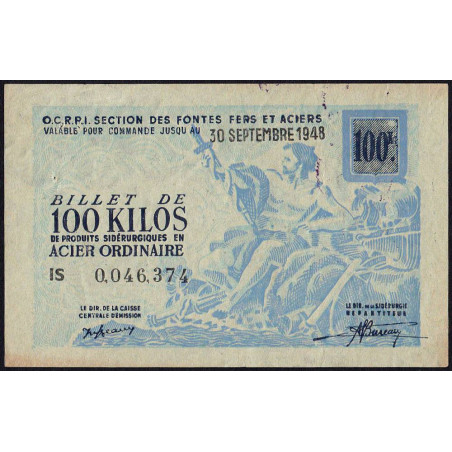 O.C.R.P.I. SECTION DES FONTES FERS ET ACIERS
VALABLE POUR COMMANDE JUSQU'AU 30 SEPTEMBRE 1948
100K.
BILLET DE
100 KILOS
DE PRODUITS SIDÉRURGIQUES EN
ACIER ORDINAIRE
IS 0,046,374
LE DIR. DE LA CAISSE
CENTRALE D'ÉMISSION
LE DIR. DE LA SIDÉRURGIE
RÉPARTITEUR